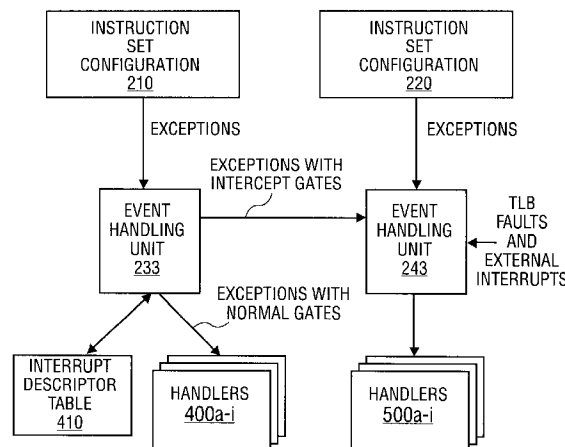 INSTRUCTION
SET
CONFIGURATION
210
INSTRUCTION
SET
CONFIGURATION
220
EXCEPTIONS
EXCEPTIONS
EXCEPTIONS WITH
INTERCEPT GATES
EVENT
HANDLING
UNIT
233
EVENT
HANDLING
UNIT
243
TLB
FAULTS
AND
EXTERNAL
INTERRUPTS
EXCEPTIONS WITH
NORMAL GATES
INTERRUPT
DESCRIPTOR
TABLE
410
HANDLERS
400a-i
HANDLERS
500a-i